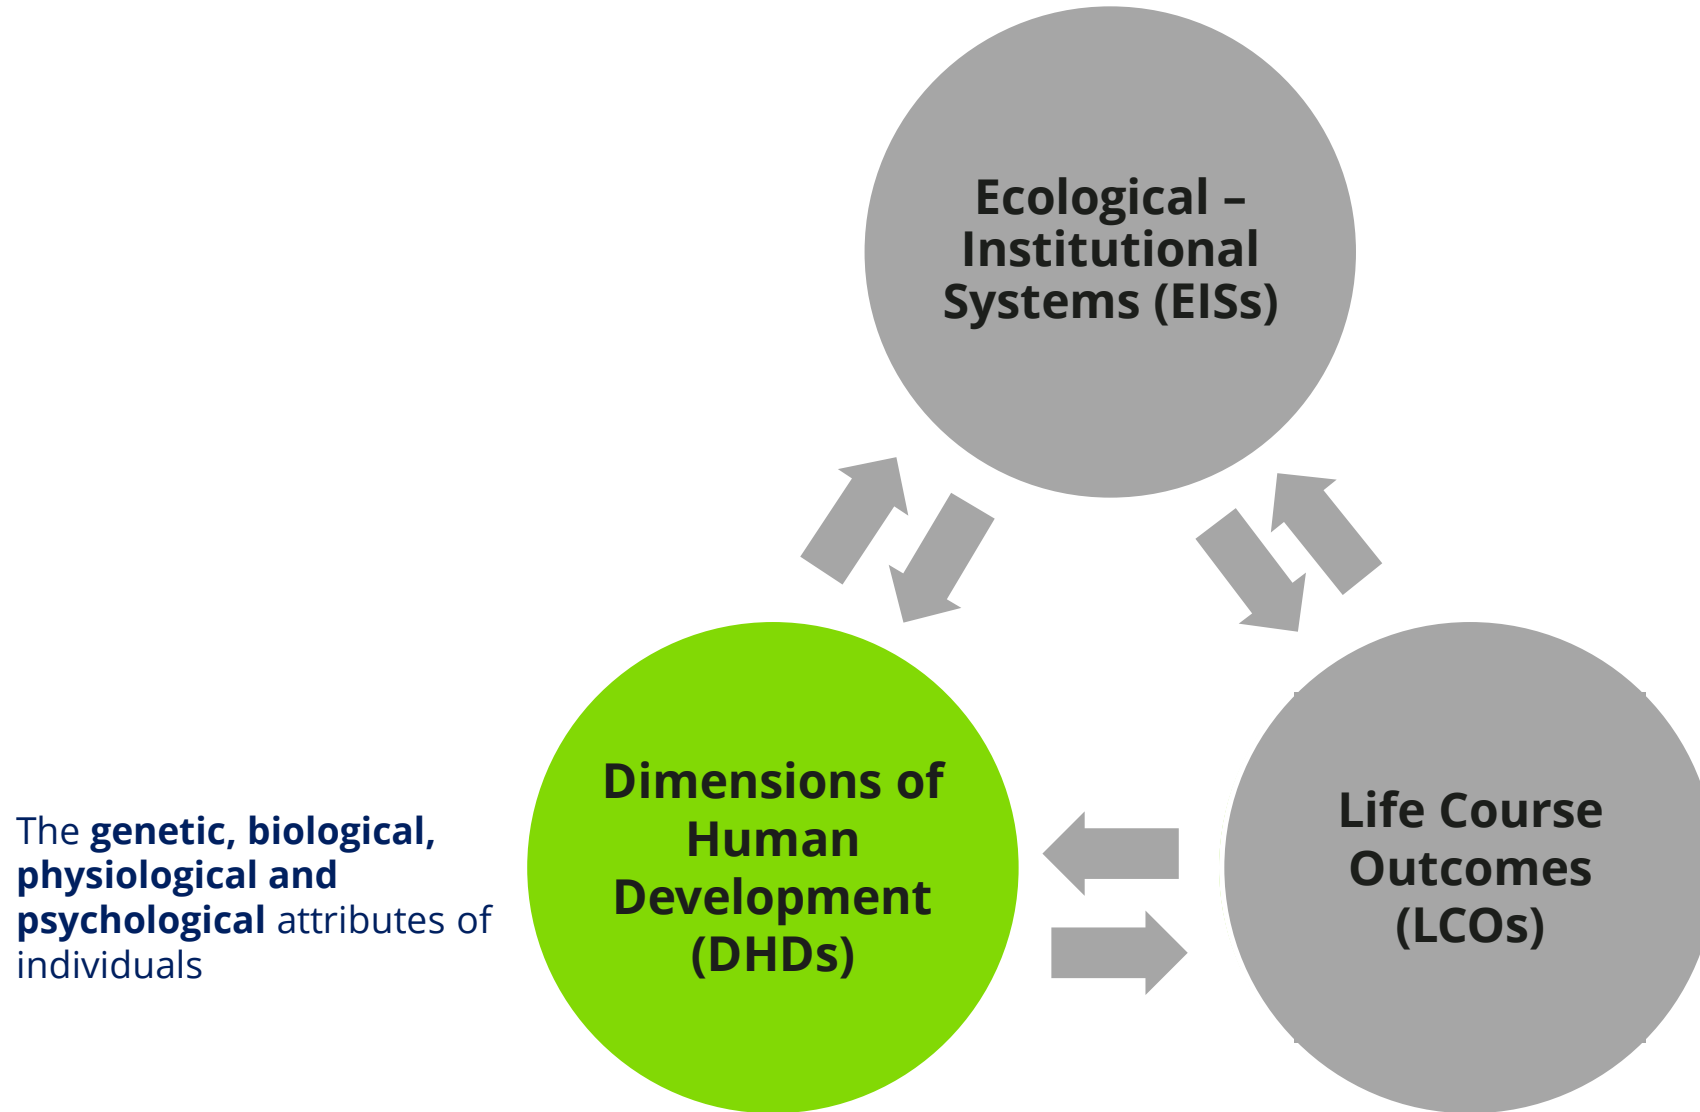 Ecological –
Institutional
Systems (EISs)
Dimensions of
Human
Development
(DHDs)
Life Course
Outcomes
(LCOs)
The genetic, biological,
physiological and
psychological attributes of
individuals